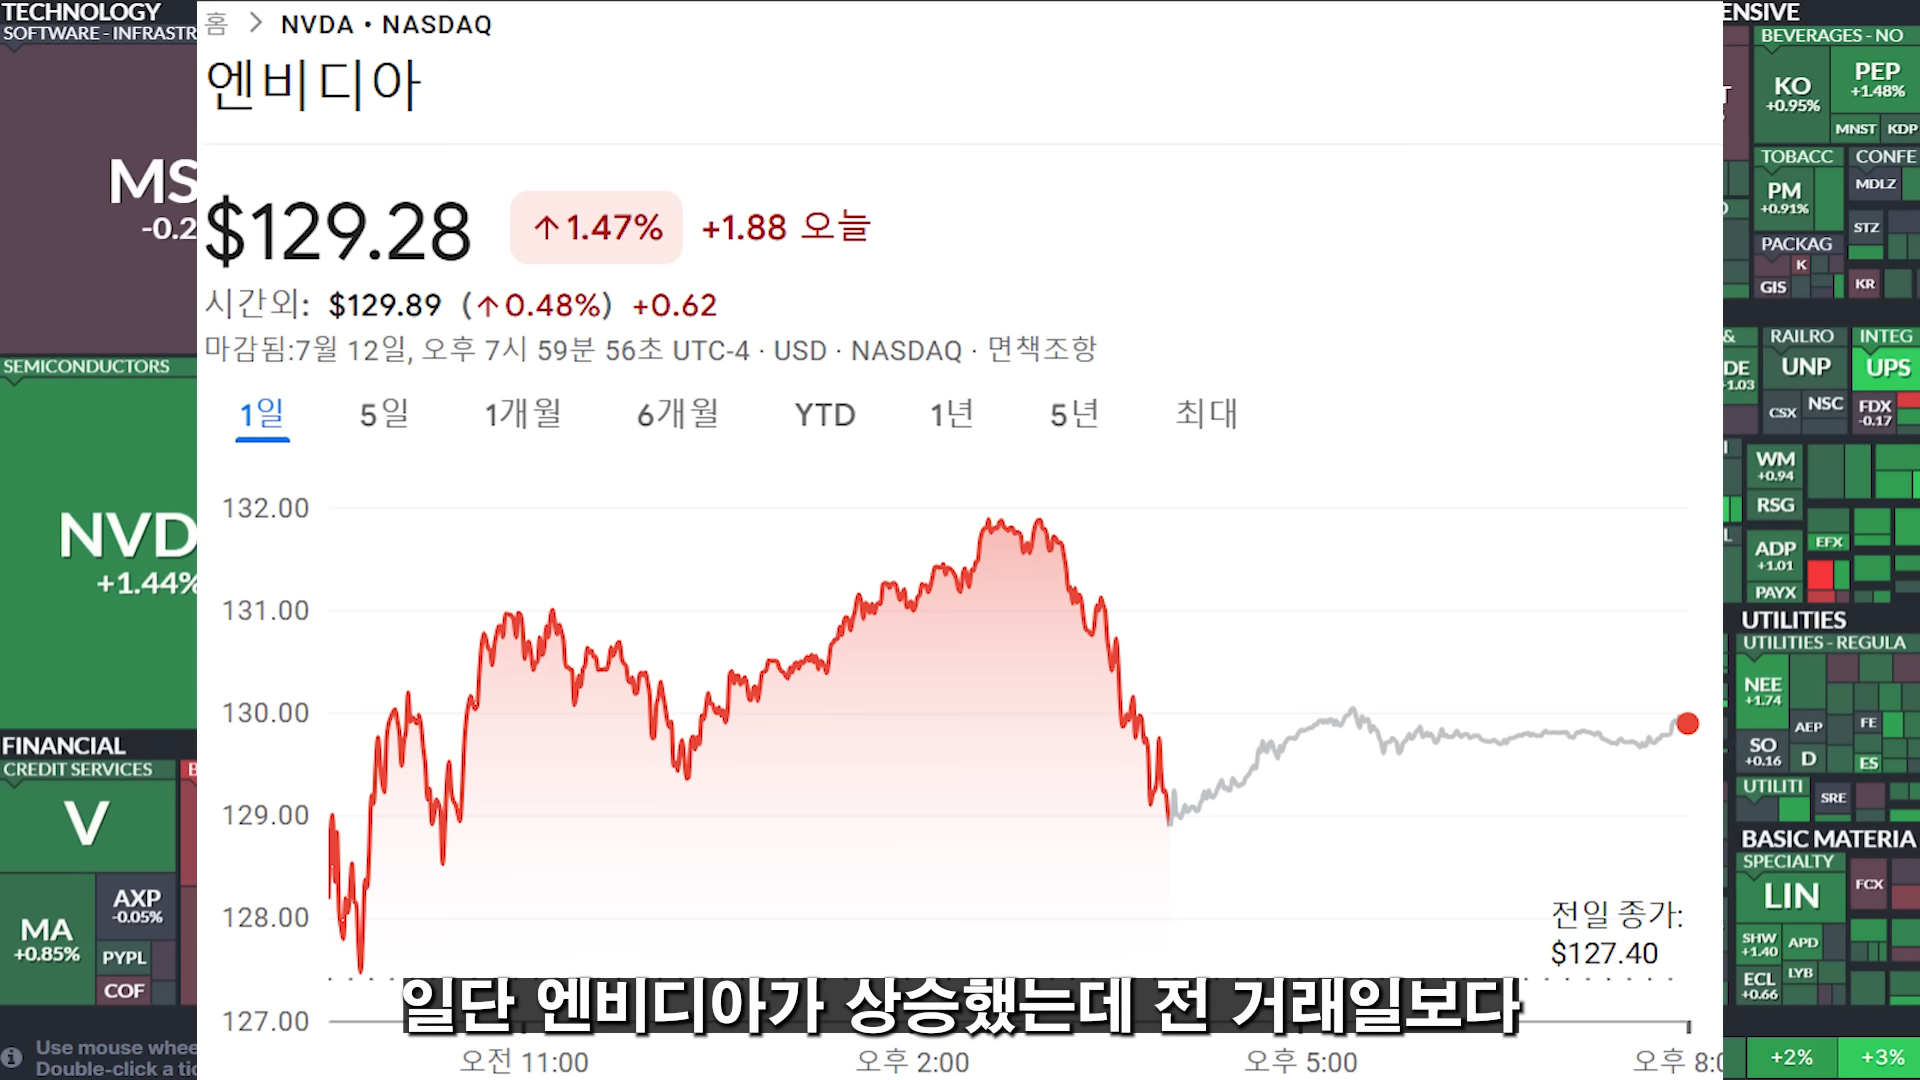 TECHNOLOGY
SOFTWARE - INFRASTR
MS
-0.2
SEMICONDUCTORS
NVD
+1.44%
FINANCIAL
CREDIT SERVICES
B
V
MA
+0.85%
AXP
-0.05%
PYPL
COF
Use mouse whee
Double-click a tic
홈 > NVDA • NASDAQ
엔비디아
$129.28 ↑1.47% +1.88 오늘
시간외: $129.89 (↑0.48%) +0.62
마감됨:7월 12일, 오후 7시 59분 56초 UTC-4 · USD · NASDAQ · 면책조항
1일 5일 1개월 6개월 YTD 1년 5년 최대
132.00
131.00
130.00
129.00
128.00
127.00
전일 종가:
$127.40
일단 엔비디아가 상승했는데 전 거래일보다
오전 11:00 오후 2:00 오후 5:00 오후 8:0
ENSIVE
BEVERAGES - NO
KO
+0.95%
PEP
+1.48%
MNST KDP
TOBACC
PM
+0.91%
CONFE
MDLZ
STZ
PACKAG
K
GIS
KR
&
DE
1.03
RAILRO
UNP
CSX NSC
INTEG
UPS
FDX
-0.17
WM
+0.94
RSG
ADP
+1.01
EFX
PAYX
UTILITIES
UTILITIES - REGULA
NEE
+1.74
AEP
FE
SO
+0.16
D
ES
UTILITI
SRE
BASIC MATERIA
SPECIALTY
LIN
FCX
SHW
+1.40
APD
ECL
+0.66
LYB
+2% +3%